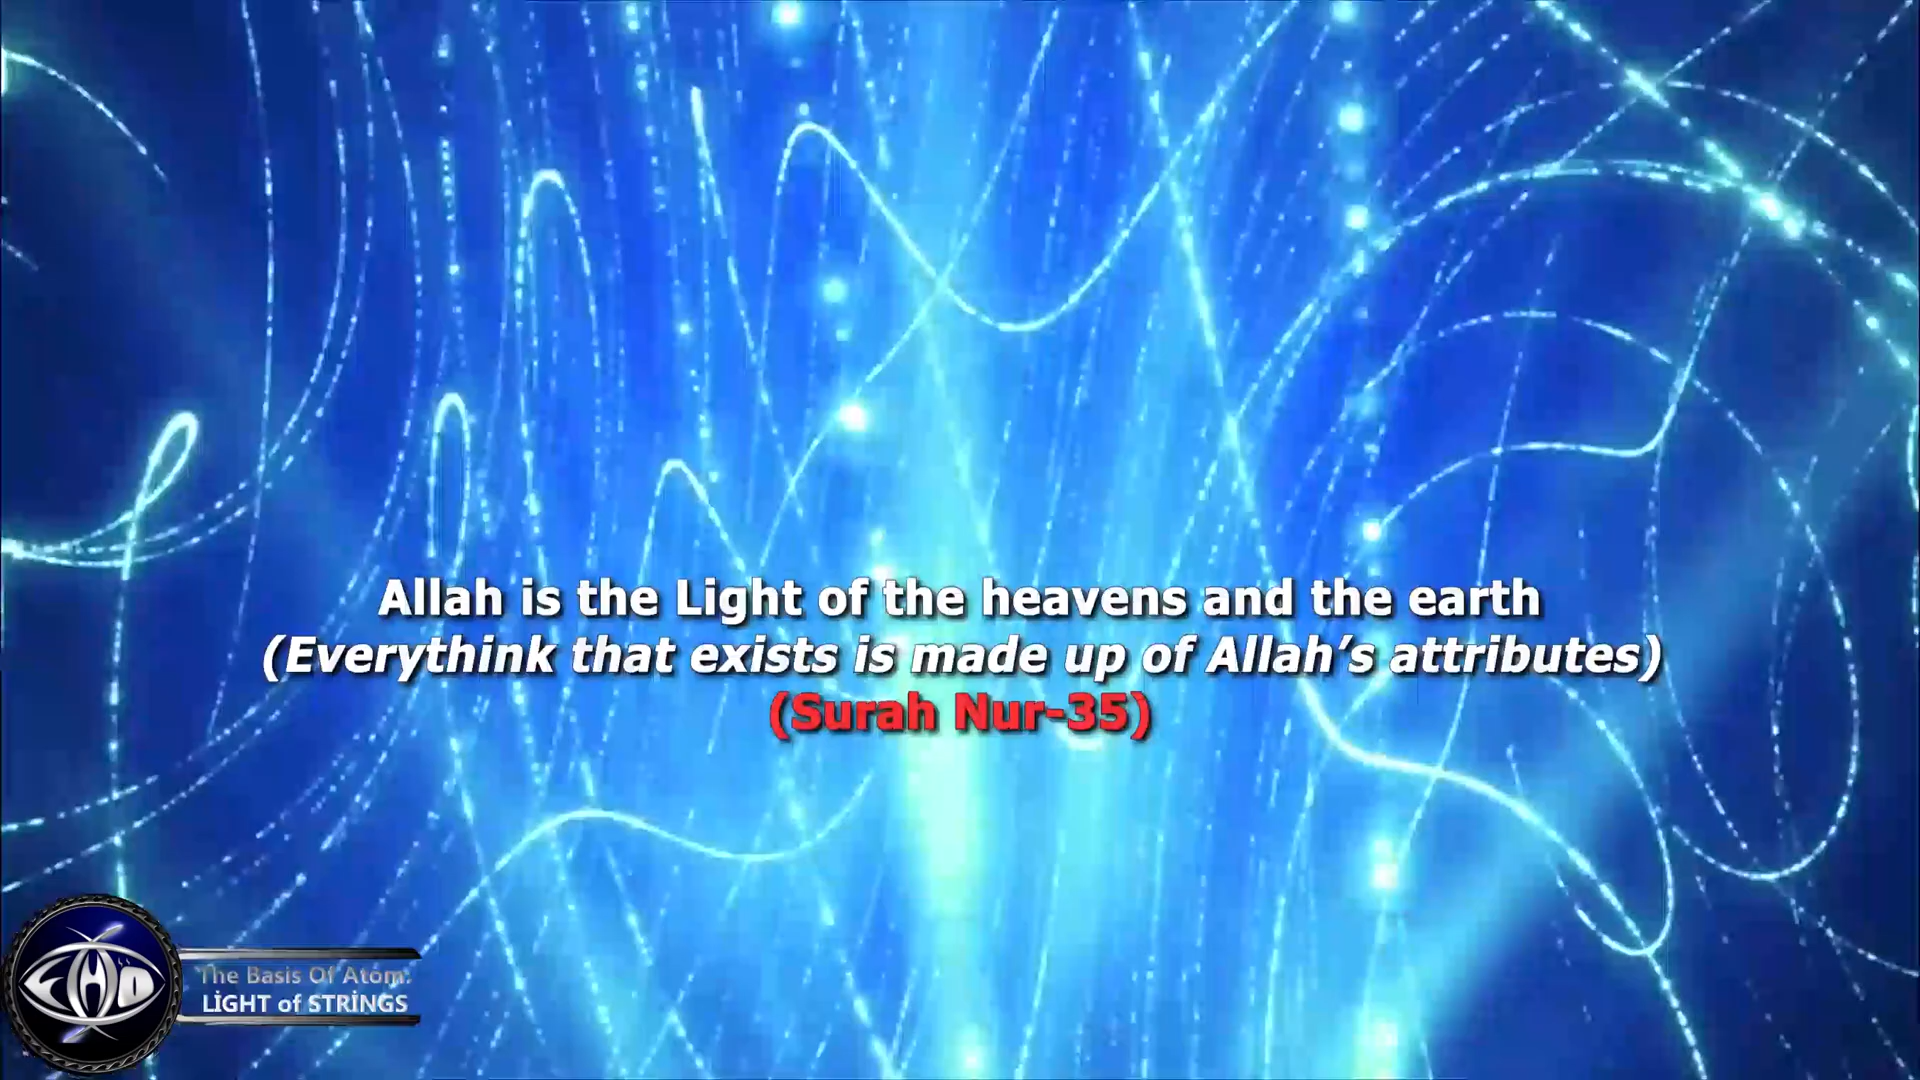 Allah is the Light of the heavens and the earth
(Everythink that exists is made up of Allah’s attributes)
(Surah Nur-35)
The Basis Of Atom:
LİGHT of STRİNGS